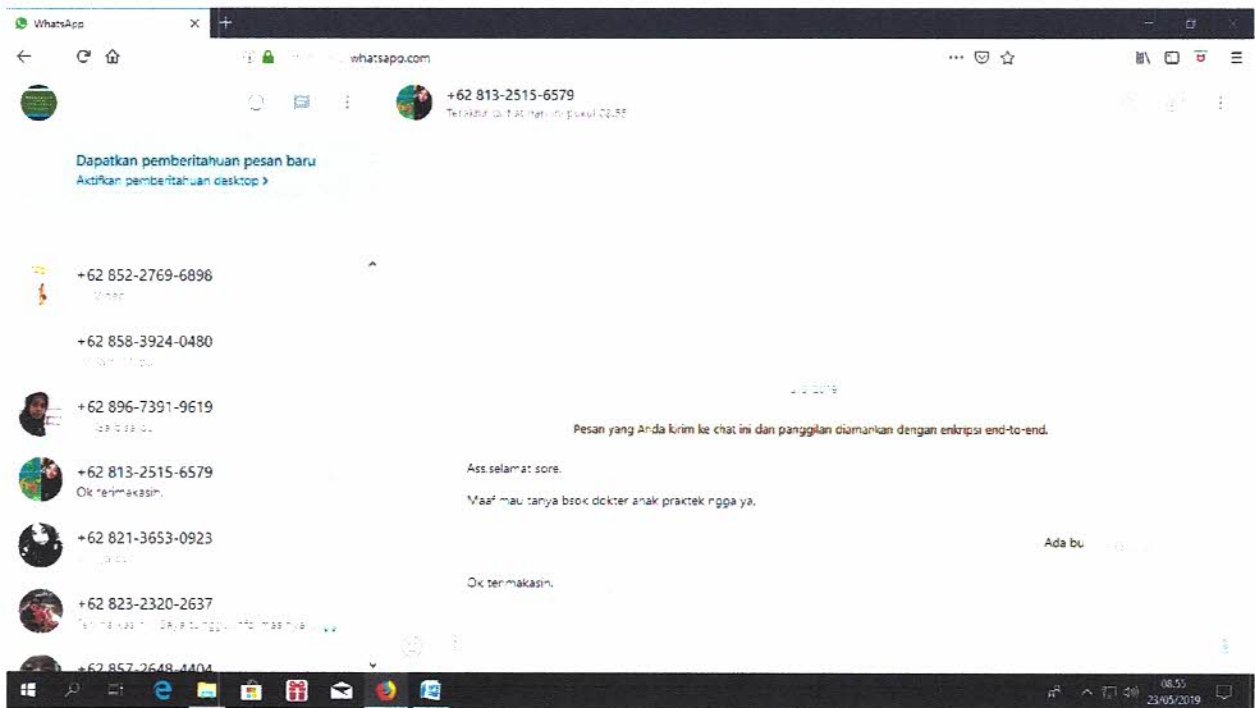 WhatsApp
whatsapp.com
+62 813-2515-6579
Dapatkan pemberitahuan pesan baru
Aktifkan pemberitahuan desktop >
+62 852-2769-6898
+62 858-3924-0480
+62 896-7391-9619
+62 813-2515-6579
Ok terimakasih.
+62 821-3653-0923
+62 823-2320-2637
+62 857-2648-4404
Pesan yang Anda kirim ke chat ini dan panggilan diamankan dengan enkripsi end-to-end.
Ass.selamat sore.
Maaf mau tanya bsok dokter anak praktek ngga ya.
Ada bu
Ok terimakasih.
08.55
23/05/2019